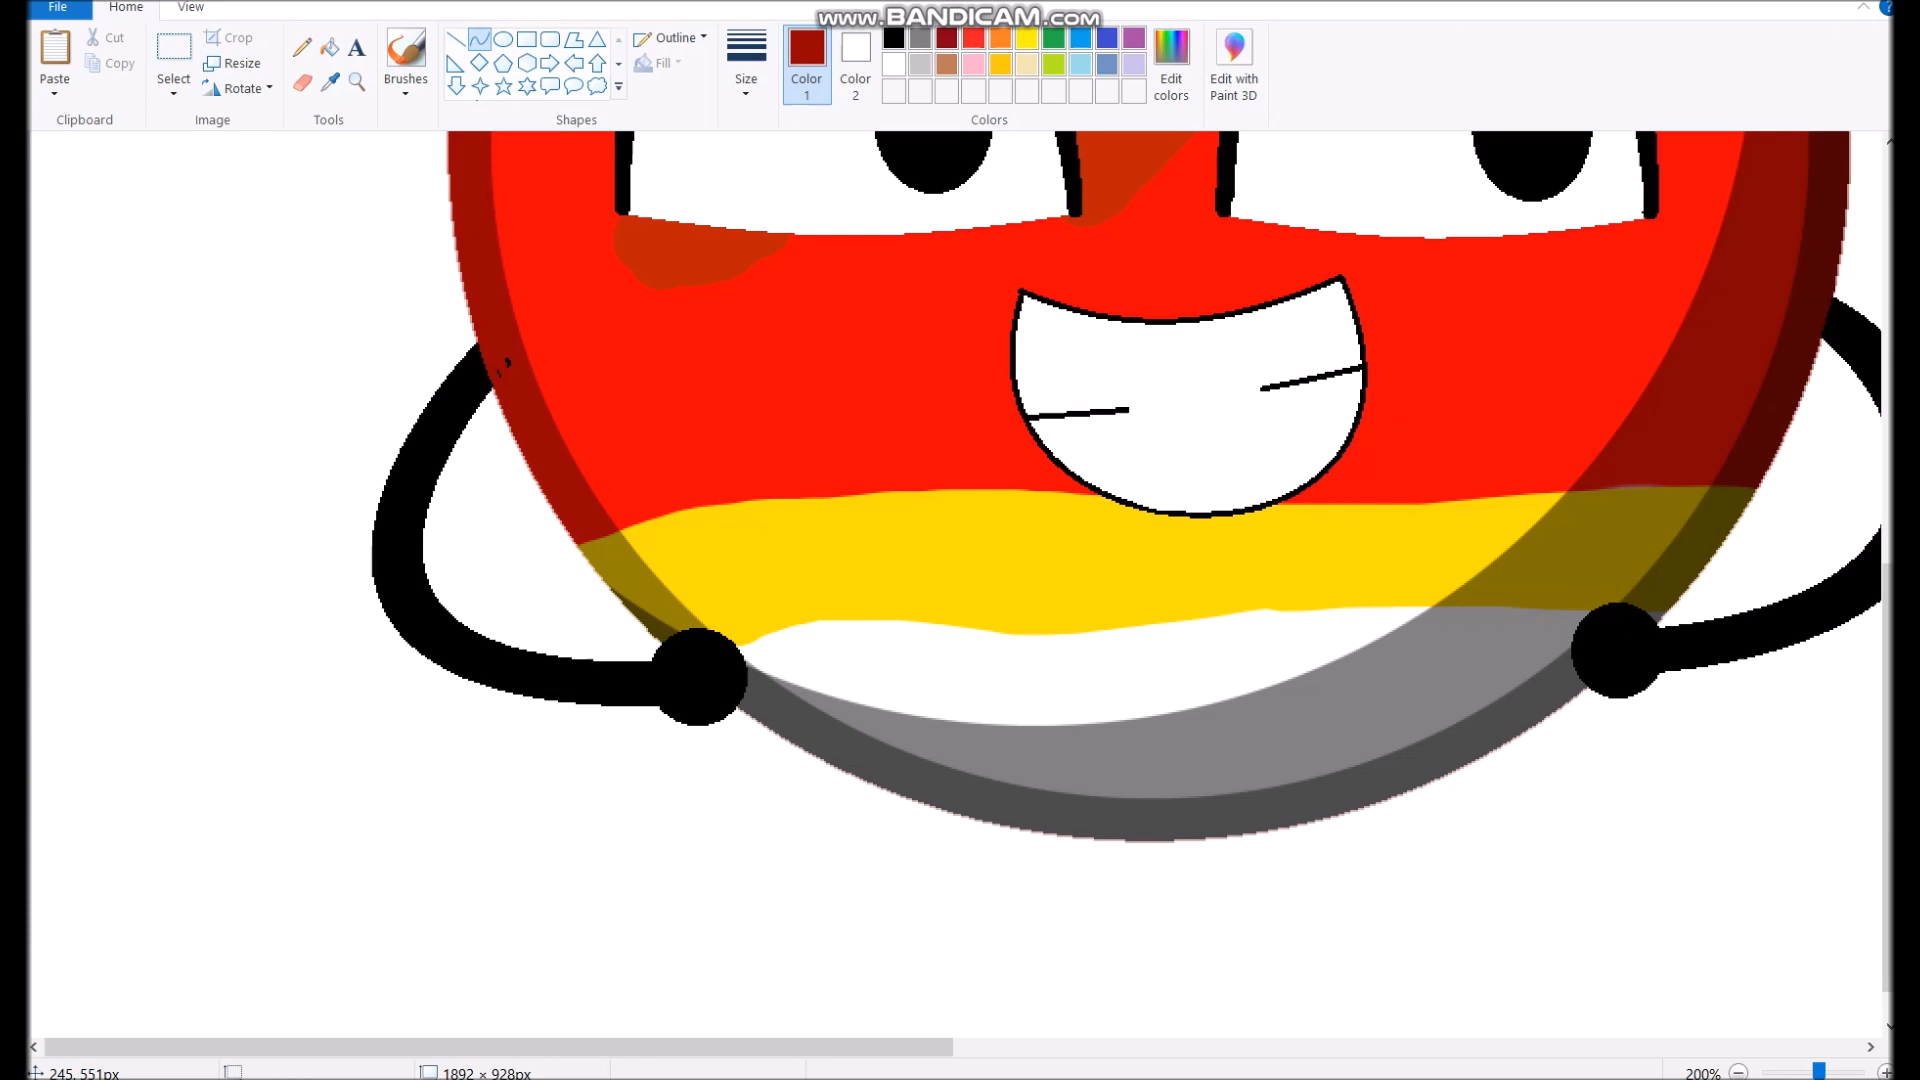 www.BANDICAM.com
File Home View
Paste
Cut
Copy
Clipboard
Select
Crop
Resize
Rotate
Image
Tools
Brushes
Outline
Fill
Shapes
Size
Color 1
Color 2
Edit colors
Colors
Edit with Paint 3D
245, 551px
1892 × 928px
200%